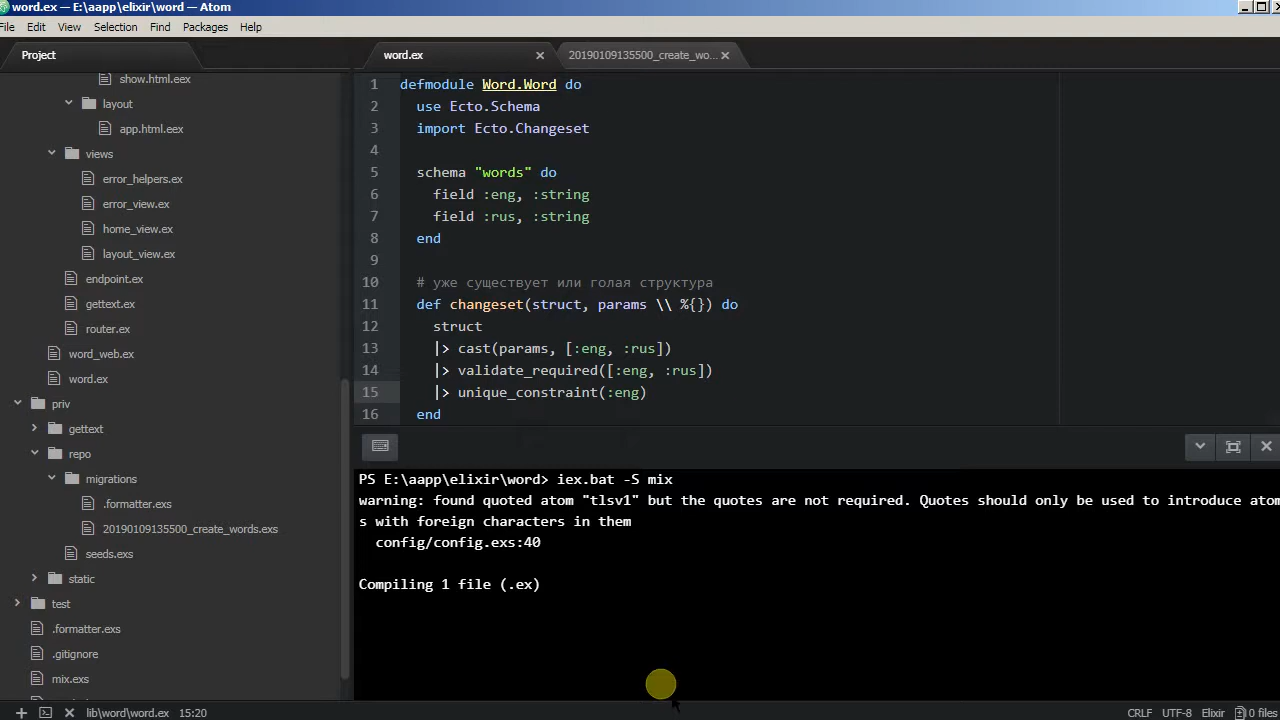 word.ex — E:\aapp\elixir\word — Atom
File Edit View Selection Find Packages Help
Project
show.html.eex
layout
app.html.eex
views
error_helpers.ex
error_view.ex
home_view.ex
layout_view.ex
endpoint.ex
gettext.ex
router.ex
word_web.ex
word.ex
priv
gettext
repo
migrations
.formatter.exs
20190109135500_create_words.exs
seeds.exs
static
test
.formatter.exs
.gitignore
mix.exs
word.ex
20190109135500_create_wo...
1 defmodule Word.Word do
2 use Ecto.Schema
3 import Ecto.Changeset
4
5 schema "words" do
6 field :eng, :string
7 field :rus, :string
8 end
9
10 # уже существует или голая структура
11 def changeset(struct, params \\ %{}) do
12 struct
13 |> cast(params, [:eng, :rus])
14 |> validate_required([:eng, :rus])
15 |> unique_constraint(:eng)
16 end
PS E:\aapp\elixir\word> iex.bat -S mix
warning: found quoted atom "tlsv1" but the quotes are not required. Quotes should only be used to introduce atom
s with foreign characters in them
config/config.exs:40
Compiling 1 file (.ex)
lib\word\word.ex 15:20
CRLF UTF-8 Elixir 0 files